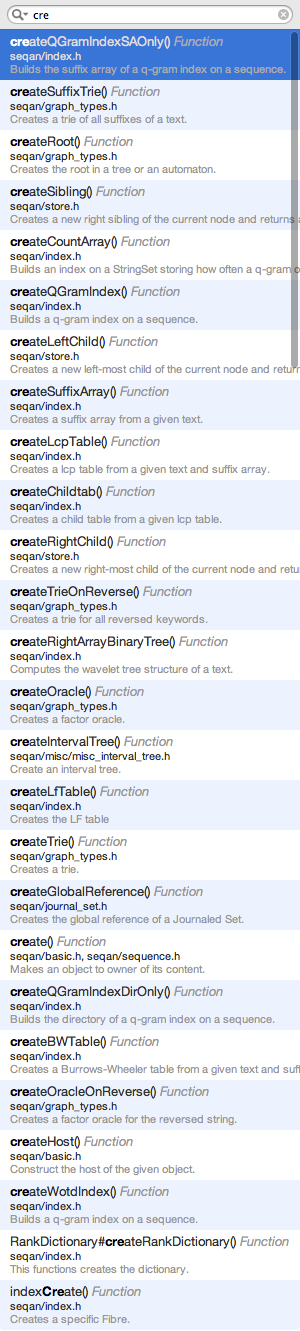 cre
createQGramIndexSAOnly() Function
seqan/index.h
Builds the suffix array of a q-gram index on a sequence.
createSuffixTrie() Function
seqan/graph_types.h
Creates a trie of all suffixes of a text.
createRoot() Function
seqan/graph_types.h
Creates the root in a tree or an automaton.
createSibling() Function
seqan/store.h
Creates a new right sibling of the current node and returns a
createCountArray() Function
seqan/index.h
Builds an index on a StringSet storing how often a q-gram o
createQGramIndex() Function
seqan/index.h
Builds a q-gram index on a sequence.
createLeftChild() Function
seqan/store.h
Creates a new left-most child of the current node and return
createSuffixArray() Function
seqan/index.h
Creates a suffix array from a given text.
createLcpTable() Function
seqan/index.h
Creates a lcp table from a given text and suffix array.
createChildtab() Function
seqan/index.h
Creates a child table from a given lcp table.
createRightChild() Function
seqan/store.h
Creates a new right-most child of the current node and retu
createTrieOnReverse() Function
seqan/graph_types.h
Creates a trie for all reversed keywords.
createRightArrayBinaryTree() Function
seqan/index.h
Computes the wavelet tree structure of a text.
createOracle() Function
seqan/graph_types.h
Creates a factor oracle.
createIntervalTree() Function
seqan/misc/misc_interval_tree.h
Create an interval tree.
createLfTable() Function
seqan/index.h
Creates the LF table
createTrie() Function
seqan/graph_types.h
Creates a trie.
createGlobalReference() Function
seqan/journal_set.h
Creates the global reference of a Journaled Set.
create() Function
seqan/basic.h, seqan/sequence.h
Makes an object to owner of its content.
createQGramIndexDirOnly() Function
seqan/index.h
Builds the directory of a q-gram index on a sequence.
createBWTable() Function
seqan/index.h
Creates a Burrows-Wheeler table from a given text and suff
createOracleOnReverse() Function
seqan/graph_types.h
Creates a factor oracle for the reversed string.
createHost() Function
seqan/basic.h
Construct the host of the given object.
createWotdIndex() Function
seqan/index.h
Builds a q-gram index on a sequence.
RankDictionary#createRankDictionary() Function
seqan/index.h
This functions creates the dictionary.
indexCreate() Function
seqan/index.h
Creates a specific Fibre.